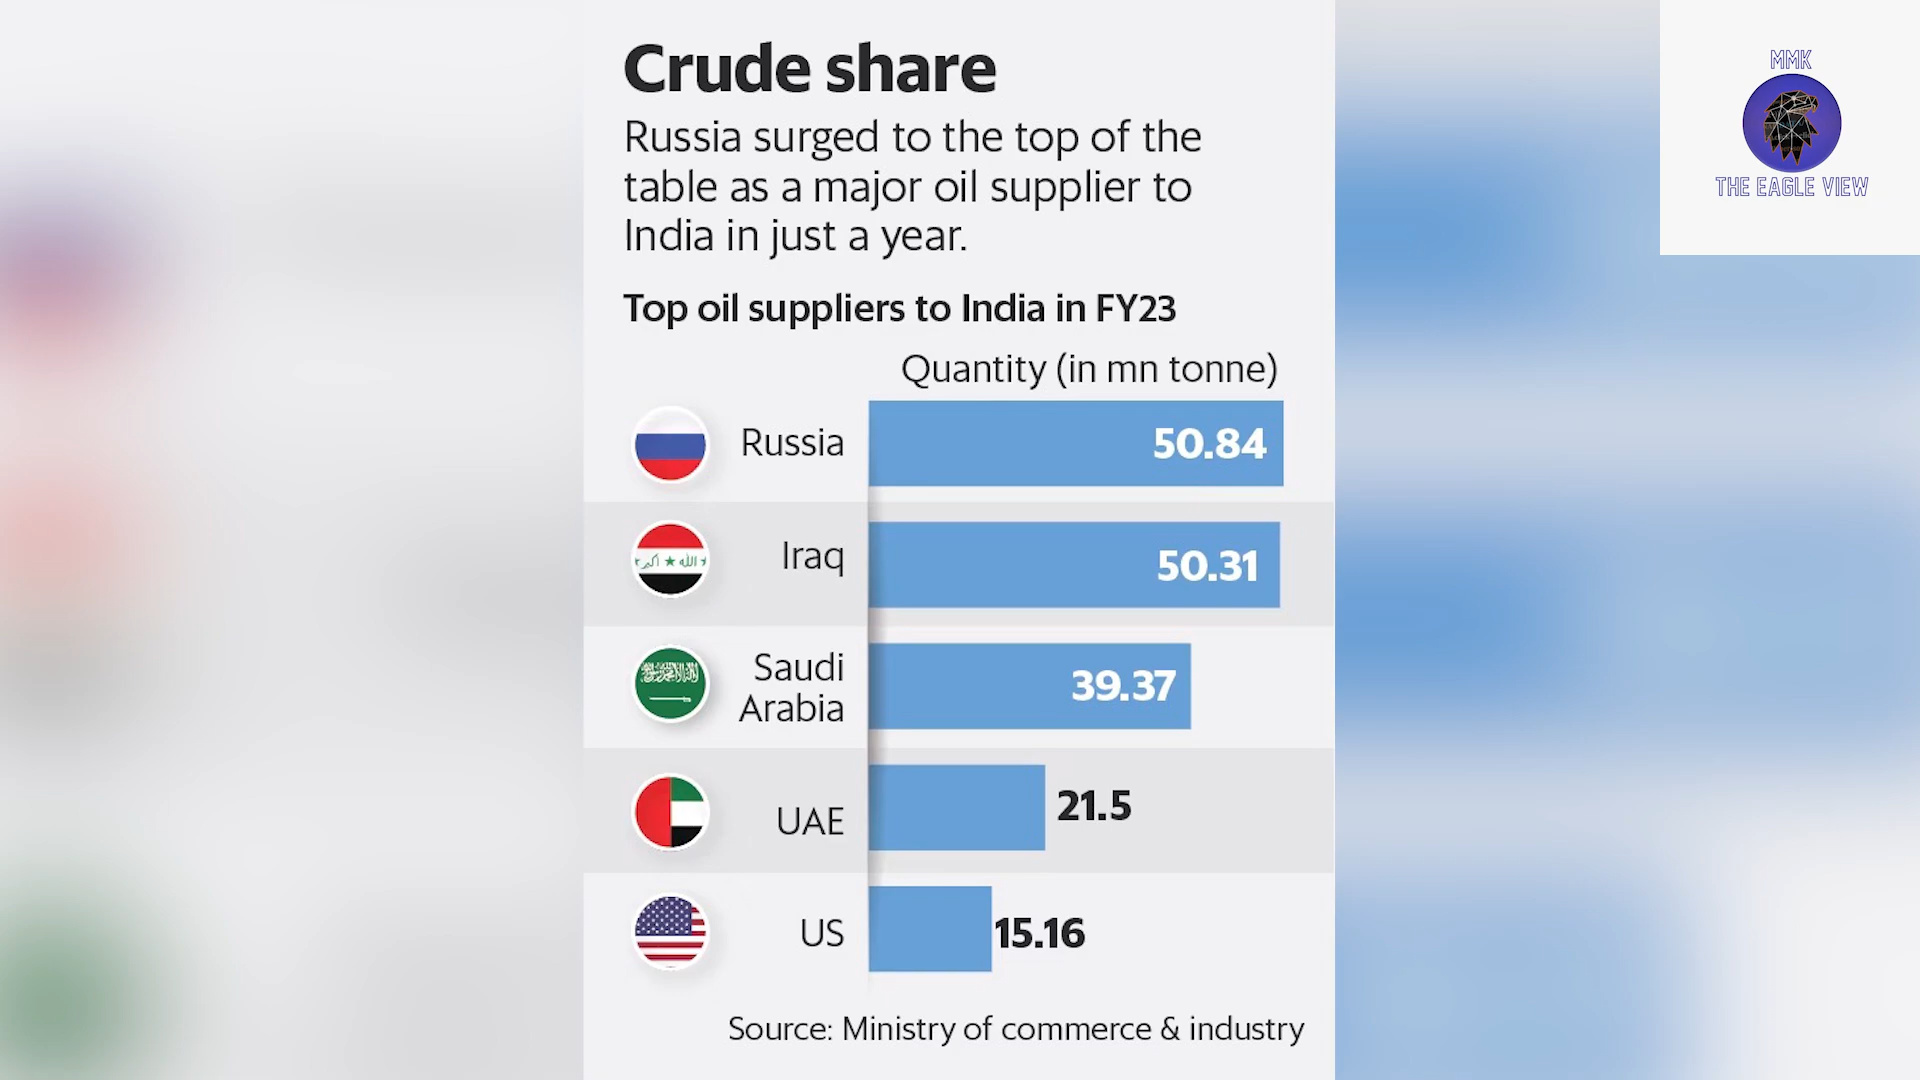 Crude share
Russia surged to the top of the
table as a major oil supplier to
India in just a year.
Top oil suppliers to India in FY23
Quantity (in mn tonne)
Russia 50.84
Iraq 50.31
Saudi
Arabia 39.37
UAE 21.5
US 15.16
Source: Ministry of commerce & industry
MMK
THE EAGLE VIEW